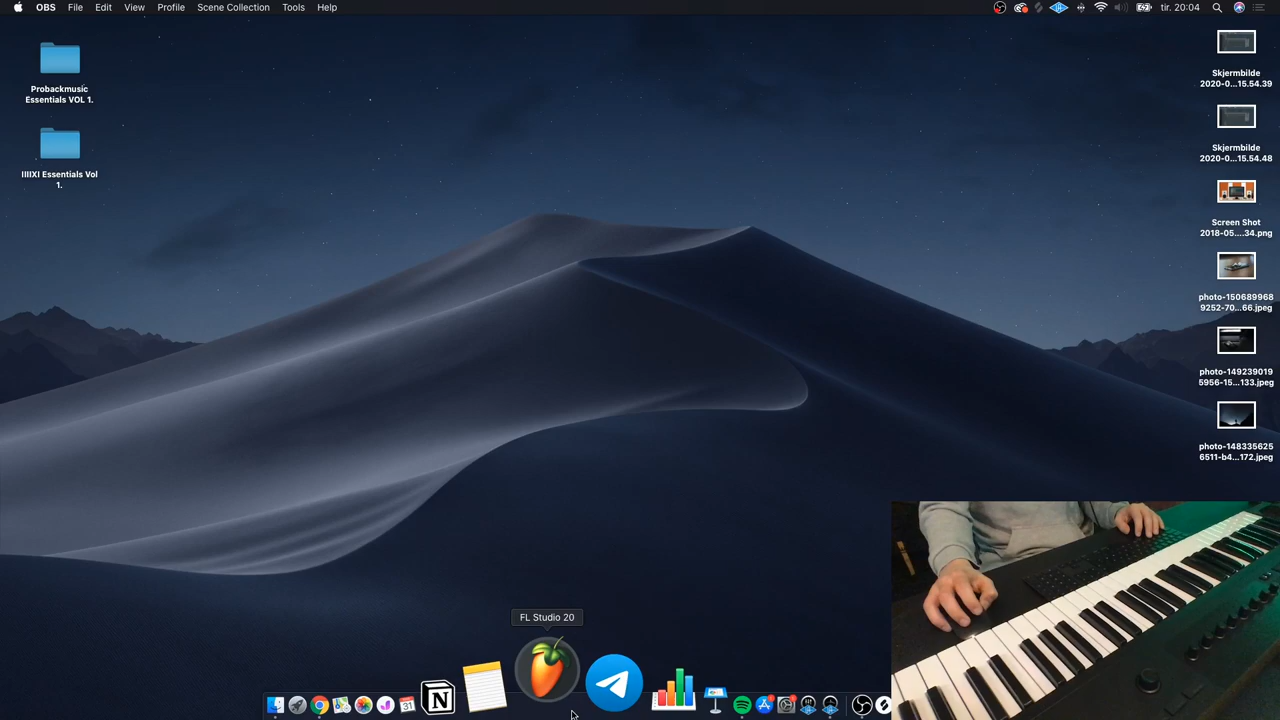 OBS File Edit View Profile Scene Collection Tools Help
tir. 20:04
Probackmusic
Essentials VOL 1.
IIIIXI Essentials Vol
1.
Skjermbilde
2020-0...15.54.39
Skjermbilde
2020-0...15.54.48
Screen Shot
2018-05....34.png
photo-150689968
9252-70...66.jpeg
photo-149239019
5956-15...133.jpeg
photo-148335625
6511-b4...172.jpeg
FL Studio 20
31